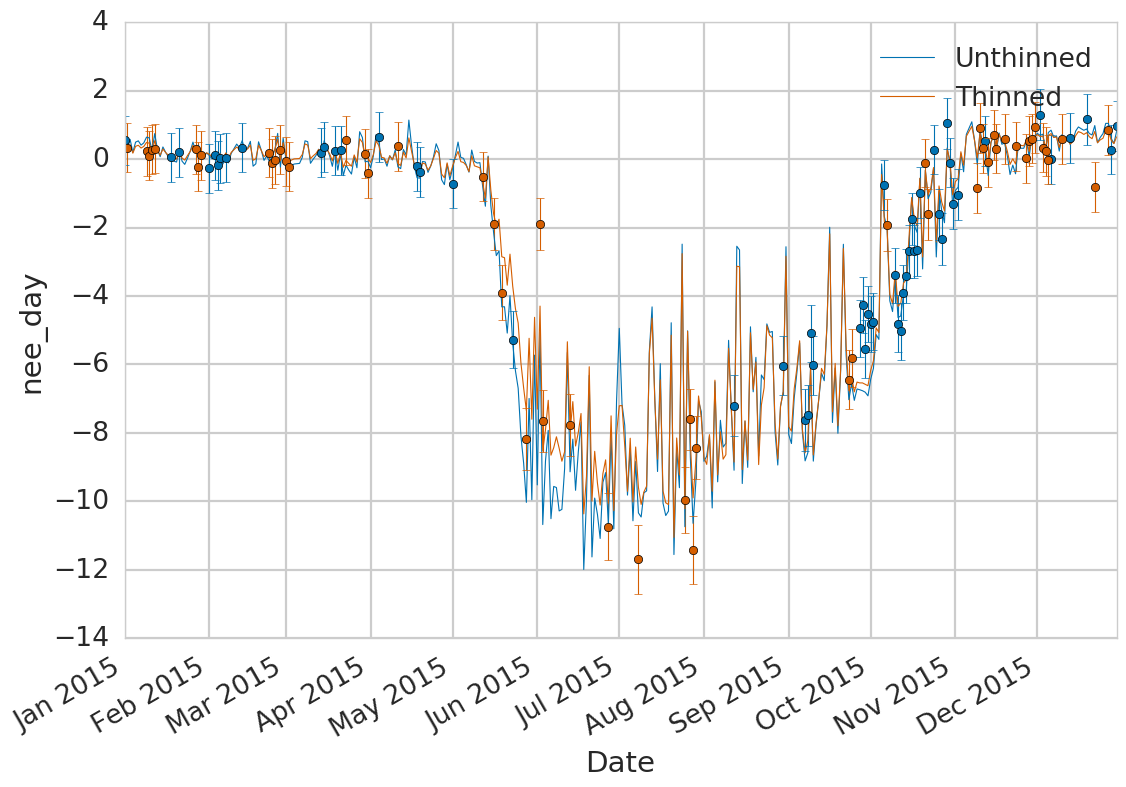 4
2
0
−2
−4
−6
−8
−10
−12
−14
nee_day
Unthinned
Thinned
Jan 2015
Feb 2015
Mar 2015
Apr 2015
May 2015
Jun 2015
Jul 2015
Aug 2015
Sep 2015
Oct 2015
Nov 2015
Dec 2015
Date